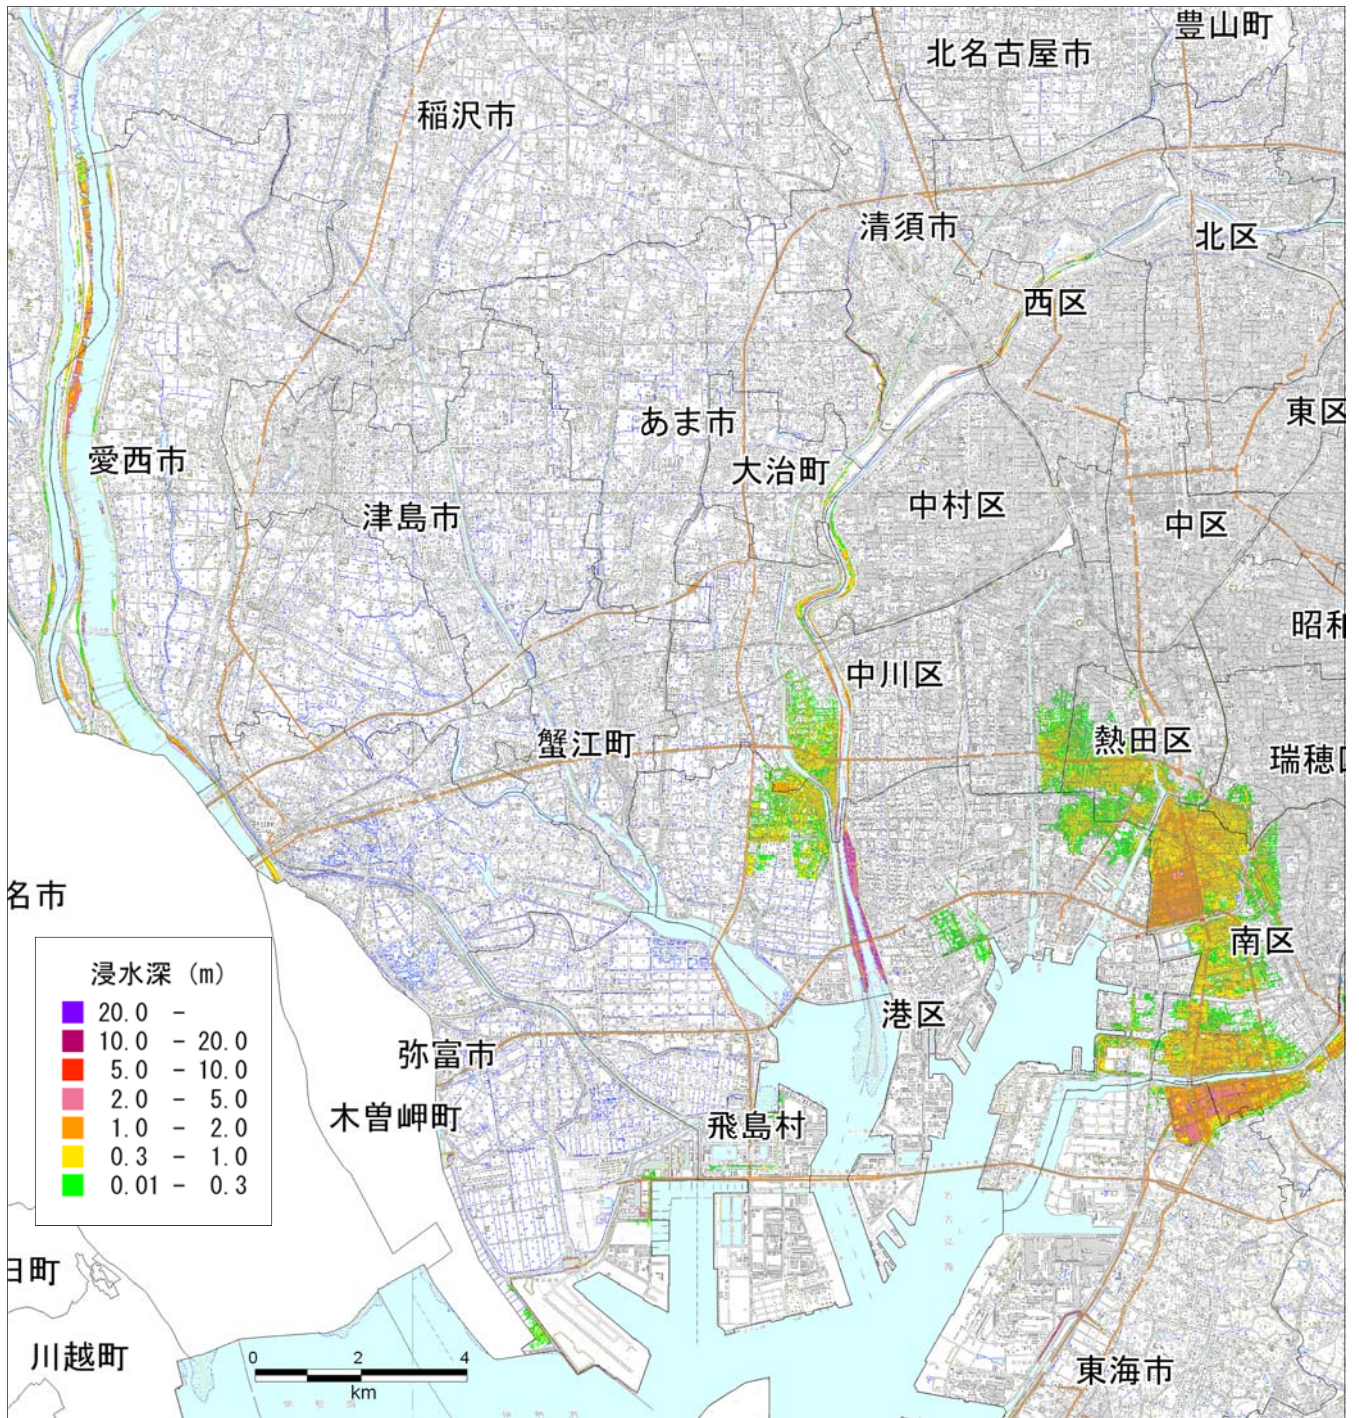 豊山町
北名古屋市
稲沢市
清須市
北区
西区
東区
あま市
愛西市
大治町
中村区
津島市
中区
昭和
中川区
蟹江町
熱田区
瑞穂区
名市
南区
浸水深 (m)
20.0 -
10.0 - 20.0
5.0 - 10.0
2.0 - 5.0
1.0 - 2.0
0.3 - 1.0
0.01 - 0.3
港区
弥富市
木曽岬町
飛島村
日町
川越町
0 2 4
km
東海市